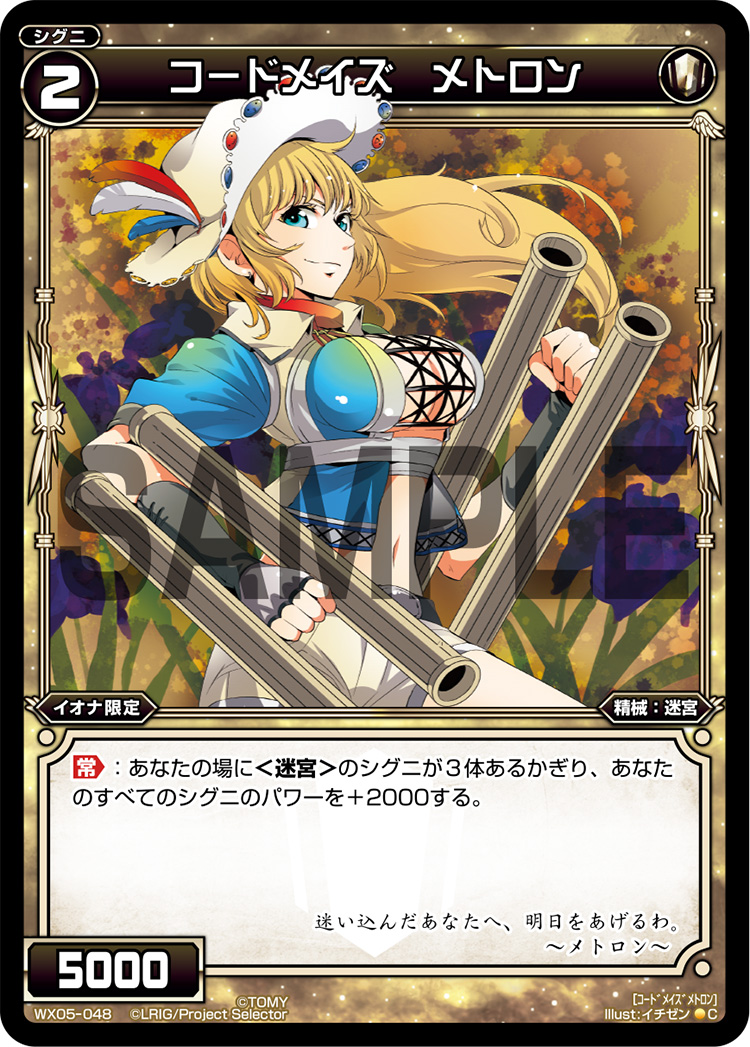 シグニ
2
コードメイズ　メトロン
SAMPLE
イオナ限定
精械：迷宮
常：あなたの場に<迷宮>のシグニが３体あるかぎり、あなた
のすべてのシグニのパワーを＋2000する。
迷い込んだあなたへ、明日をあげるわ。
～メトロン～
5000
WX05-048 ©LRIG/Project Selector
©TOMY
[コードメイズメトロン]
Illust:イチゼン C